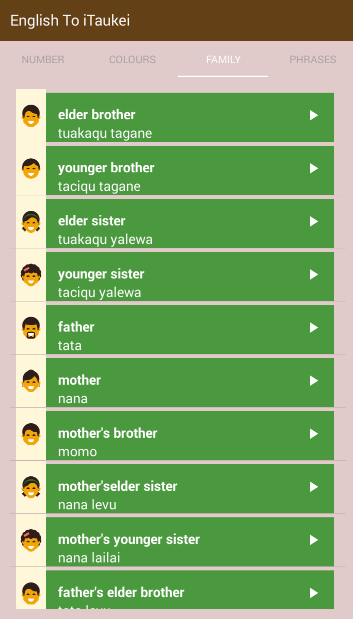 English To iTaukei
NUMBER COLOURS FAMILY PHRASES
elder brother
tuakaqu tagane
younger brother
taciqu tagane
elder sister
tuakaqu yalewa
younger sister
taciqu yalewa
father
tata
mother
nana
mother's brother
momo
mother'selder sister
nana levu
mother's younger sister
nana lailai
father's elder brother